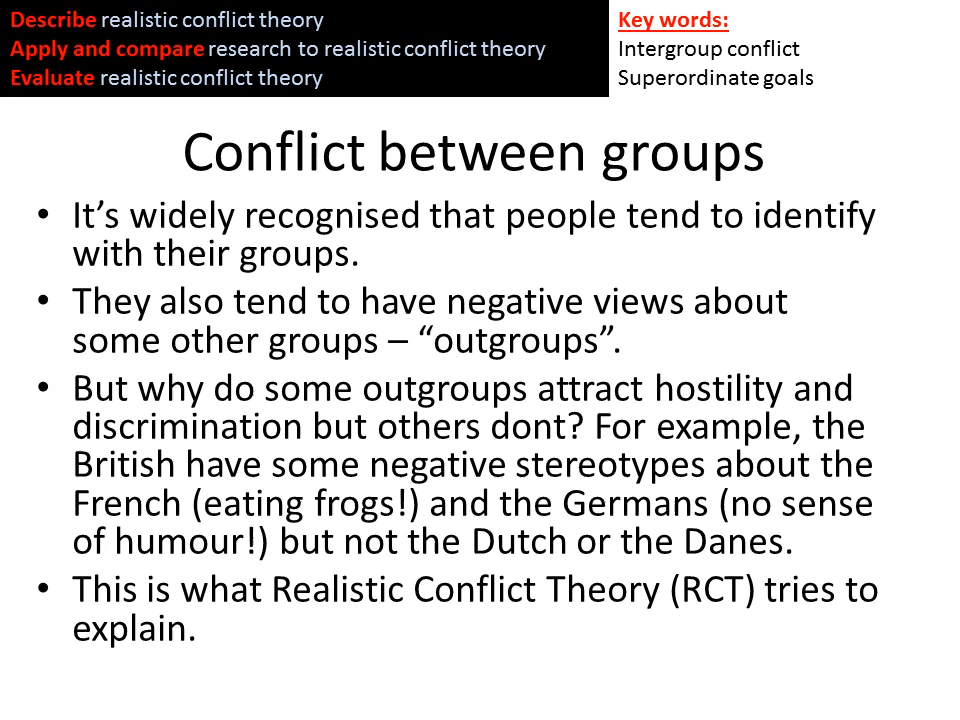 Describe realistic conflict theory
Apply and compare research to realistic conflict theory
Evaluate realistic conflict theory
Key words:
Intergroup conflict
Superordinate goals
Conflict between groups
• It’s widely recognised that people tend to identify
with their groups.
• They also tend to have negative views about
some other groups – “outgroups”.
• But why do some outgroups attract hostility and
discrimination but others dont? For example, the
British have some negative stereotypes about the
French (eating frogs!) and the Germans (no sense
of humour!) but not the Dutch or the Danes.
• This is what Realistic Conflict Theory (RCT) tries to
explain.